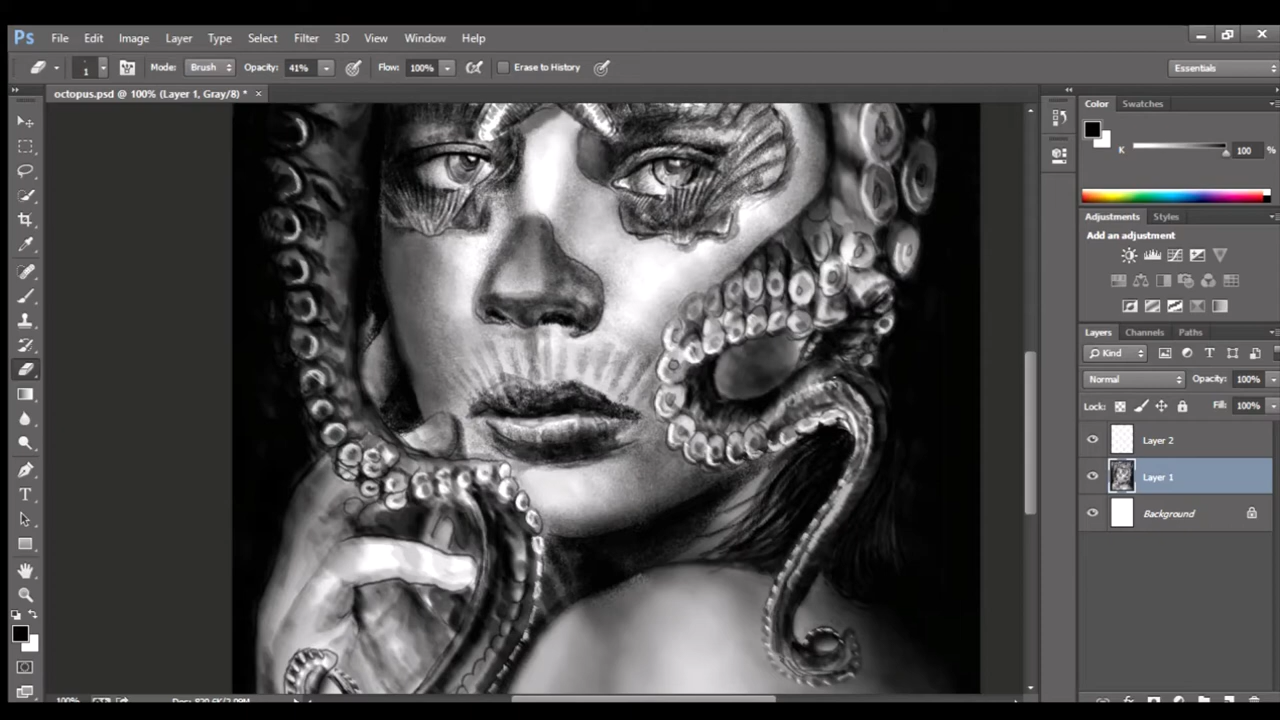 Ps File Edit Image Layer Type Select Filter 3D View Window Help
1 Mode: Brush Opacity: 41% Flow: 100% Erase to History Essentials
octopus.psd @ 100% (Layer 1, Gray/8) * ×
Color Swatches
K 100 %
Adjustments Styles
Add an adjustment
Layers Channels Paths
Kind
Normal Opacity: 100%
Lock: Fill: 100%
Layer 2
Layer 1
Background
100%